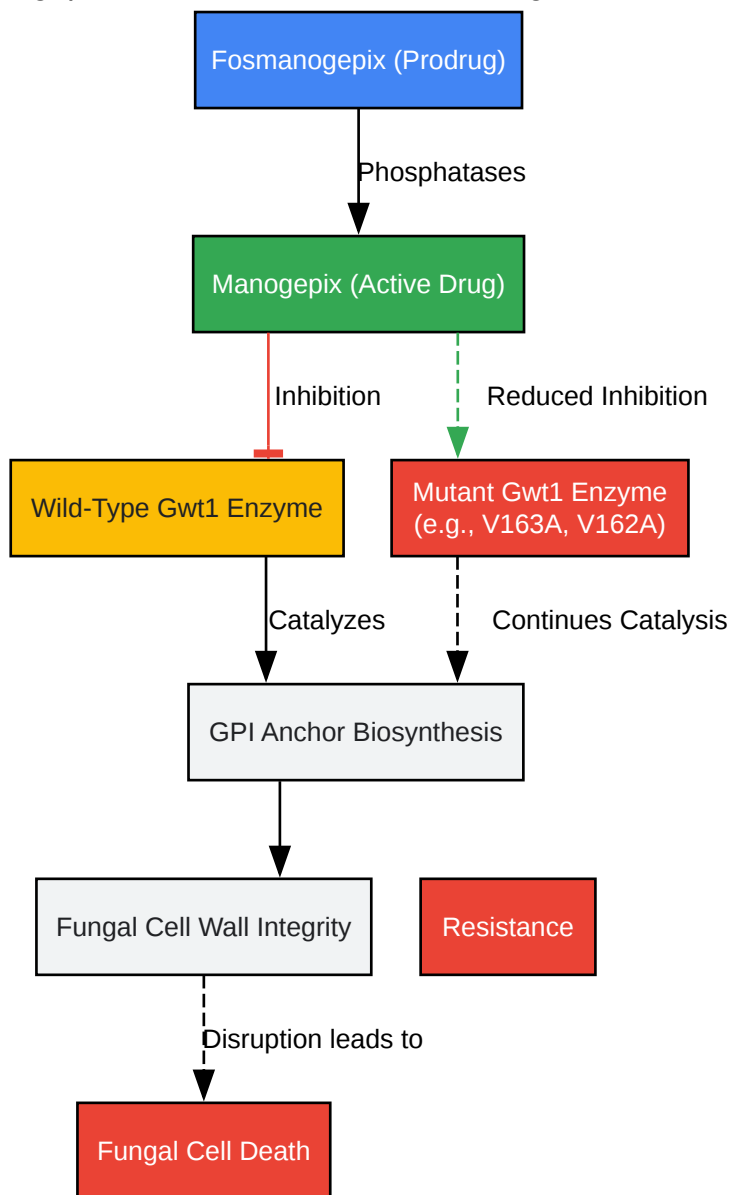 Fosmanogepix (Prodrug)
Phosphatases
Manogepix (Active Drug)
Inhibition
Reduced Inhibition
Wild-Type Gwt1 Enzyme
Mutant Gwt1 Enzyme
(e.g., V163A, V162A)
Catalyzes
Continues Catalysis
GPI Anchor Biosynthesis
Fungal Cell Wall Integrity
Resistance
Disruption leads to
Fungal Cell Death